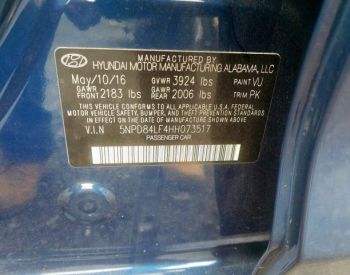 MANUFACTURED BY
HYUNDAI MOTOR MANUFACTURING ALABAMA, LLC
May/10/16 GVWR 3924 lbs PAINT VU
GAWR FRONT 2183 lbs GAWR REAR 2006 lbs TRIM PK
THIS VEHICLE CONFORMS TO ALL APPLICABLE U.S. FEDERAL
MOTOR VEHICLE SAFETY, BUMPER, AND THEFT PREVENTION
STANDARDS IN EFFECT ON THE DATE OF MANUFACTURE SHOWN ABOVE.
V.I.N 5NPD84LF4HH073517
PASSENGER CAR